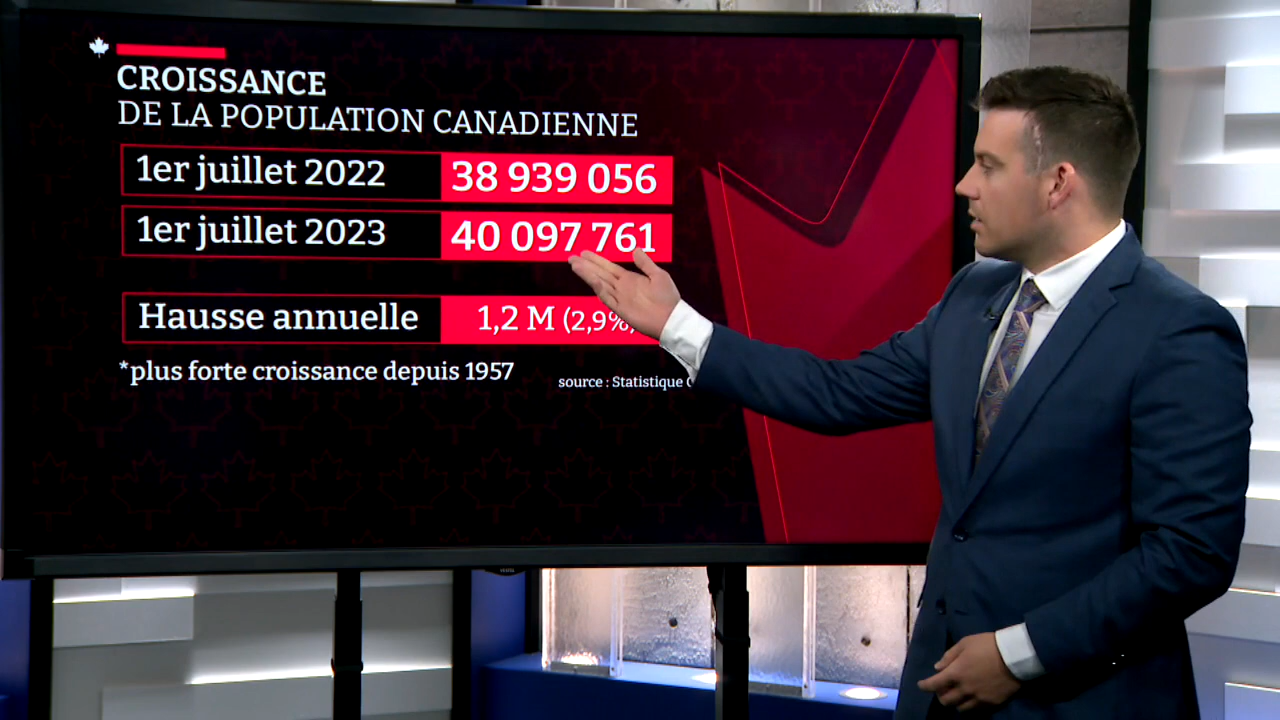 CROISSANCE
DE LA POPULATION CANADIENNE
1er juillet 2022 38 939 056
1er juillet 2023 40 097 761
Hausse annuelle 1,2 M (2,9%)
*plus forte croissance depuis 1957
source : Statistique